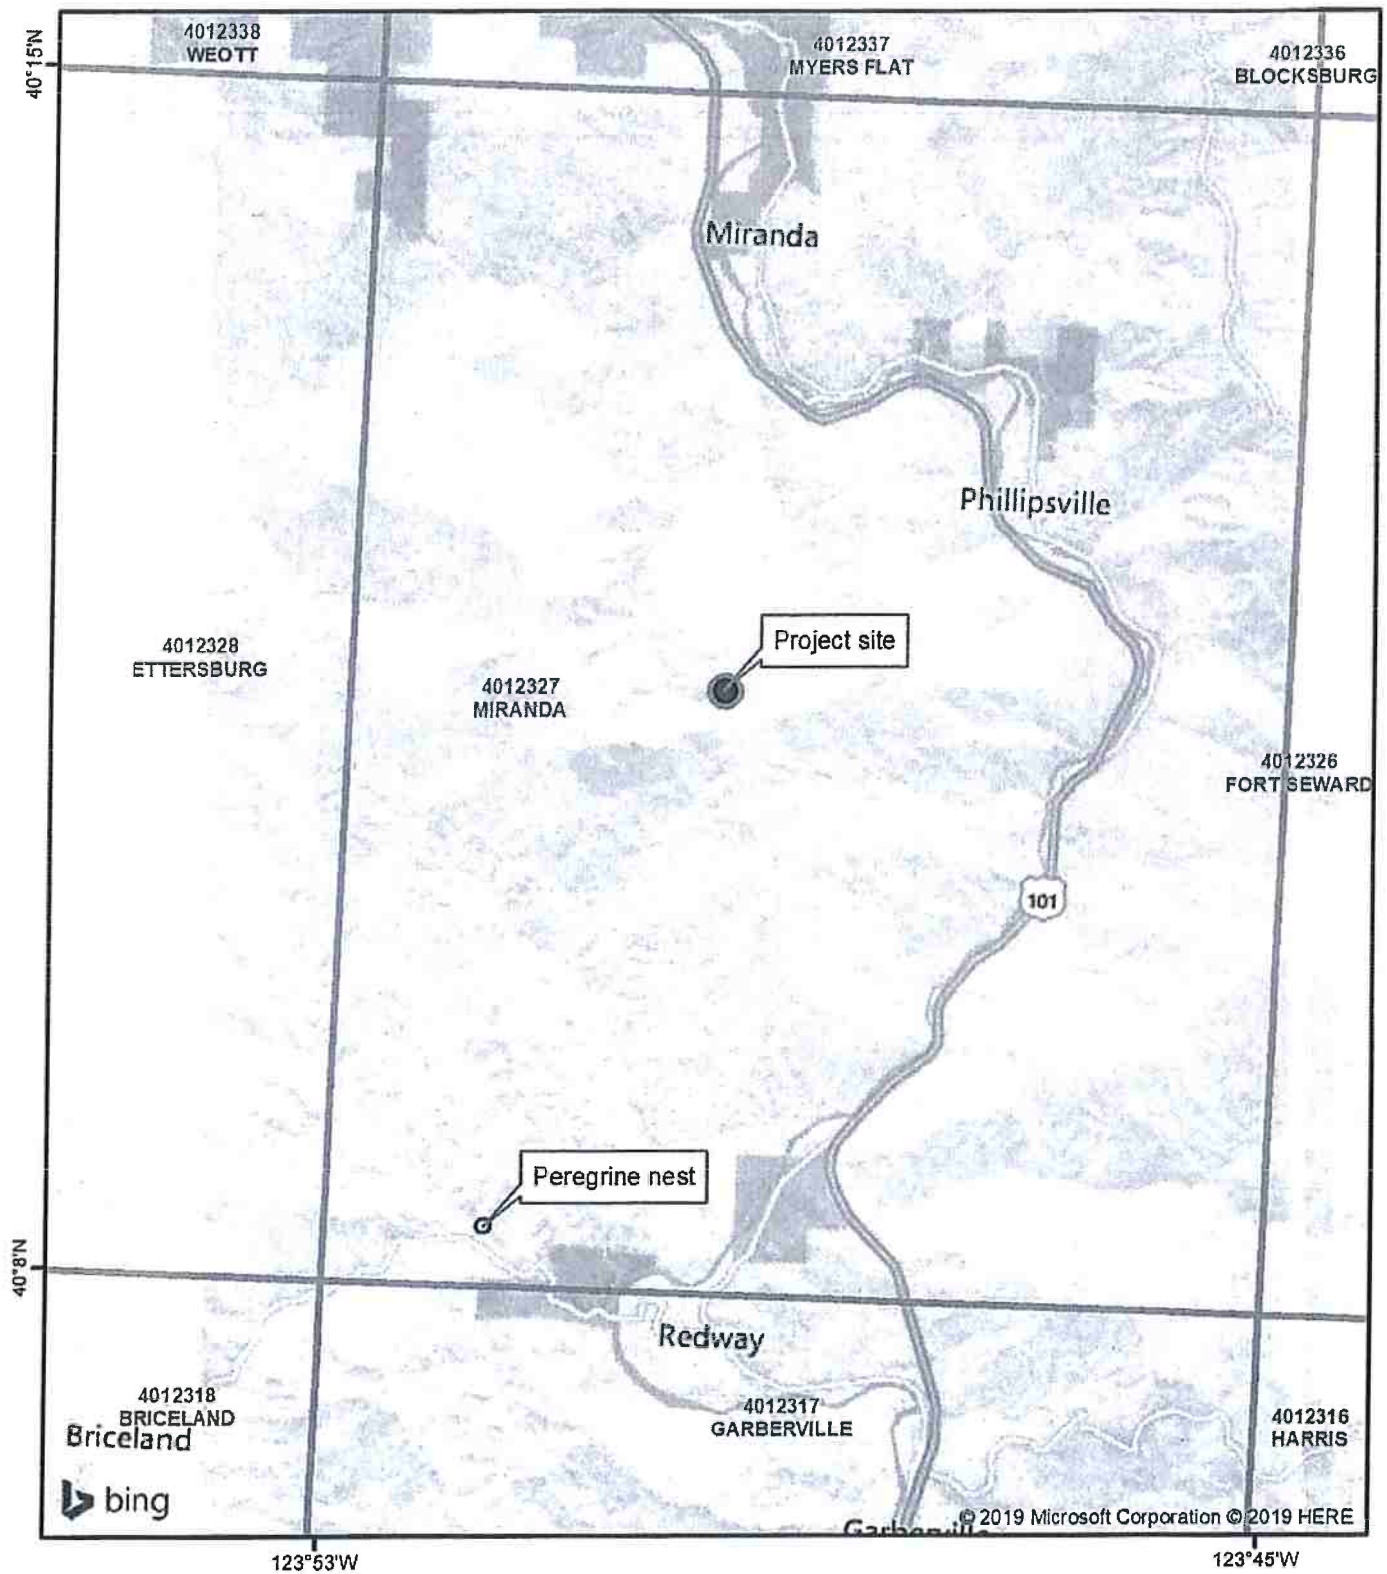 4012338
WEOTT
4012337
MYERS FLAT
4012336
BLOCKSBURG
40°15'N
Miranda
Phillipsville
Project site
4012328
ETTERSBURG
4012327
MIRANDA
4012326
FORT SEWARD
101
Peregrine nest
40°8'N
Redway
4012318
BRICELAND
Briceland
4012317
GARBERVILLE
4012316
HARRIS
bing
© 2019 Microsoft Corporation © 2019 HERE
123°53'W
123°45'W